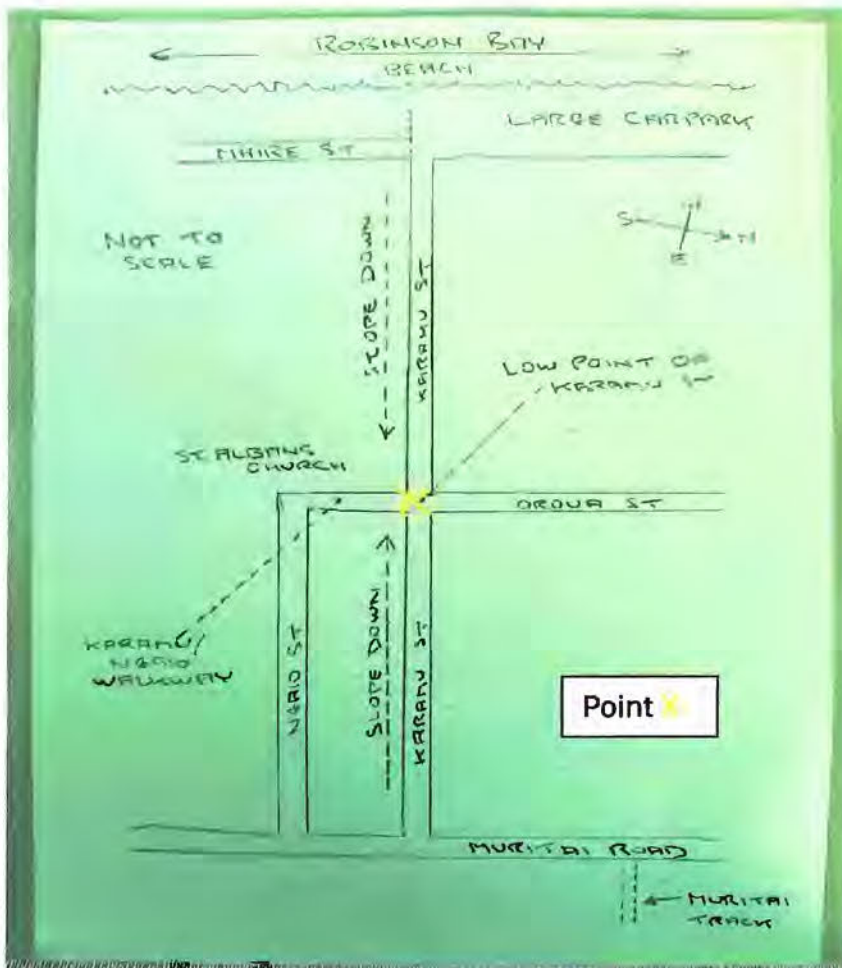 ROBINSON BAY
BEACH
LARGE CARPARK
MAIRE ST
NOT TO
SCALE
S
N
E
SLOPE DOWN
KARAMU ST
LOW POINT OF
KARAMU ST
ST ALBANS
CHURCH
OROUA ST
KARAMU/
NGAIO
WALKWAY
NGAIO ST
SLOPE DOWN
KARAMU ST
Point X
MURITAI ROAD
MURITAI
TRACK